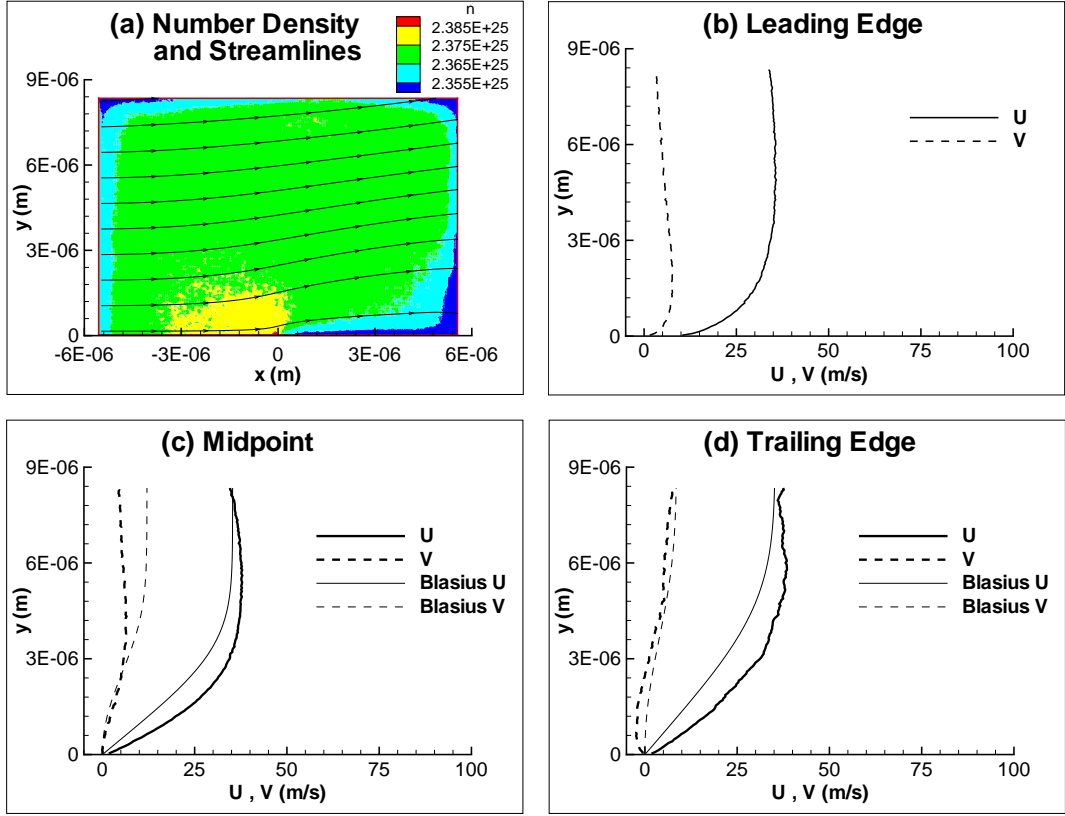 (a) Number Density
and Streamlines
n
2.385E+25
2.375E+25
2.365E+25
2.355E+25
9E-06
6E-06
3E-06
0
y (m)
-6E-06 -3E-06 0 3E-06 6E-06
x (m)
(b) Leading Edge
9E-06
6E-06
3E-06
0
y (m)
U
V
0 25 50 75 100
U , V (m/s)
(c) Midpoint
9E-06
6E-06
3E-06
0
y (m)
U
V
Blasius U
Blasius V
0 25 50 75 100
U , V (m/s)
(d) Trailing Edge
9E-06
6E-06
3E-06
0
y (m)
U
V
Blasius U
Blasius V
0 25 50 75 100
U , V (m/s)